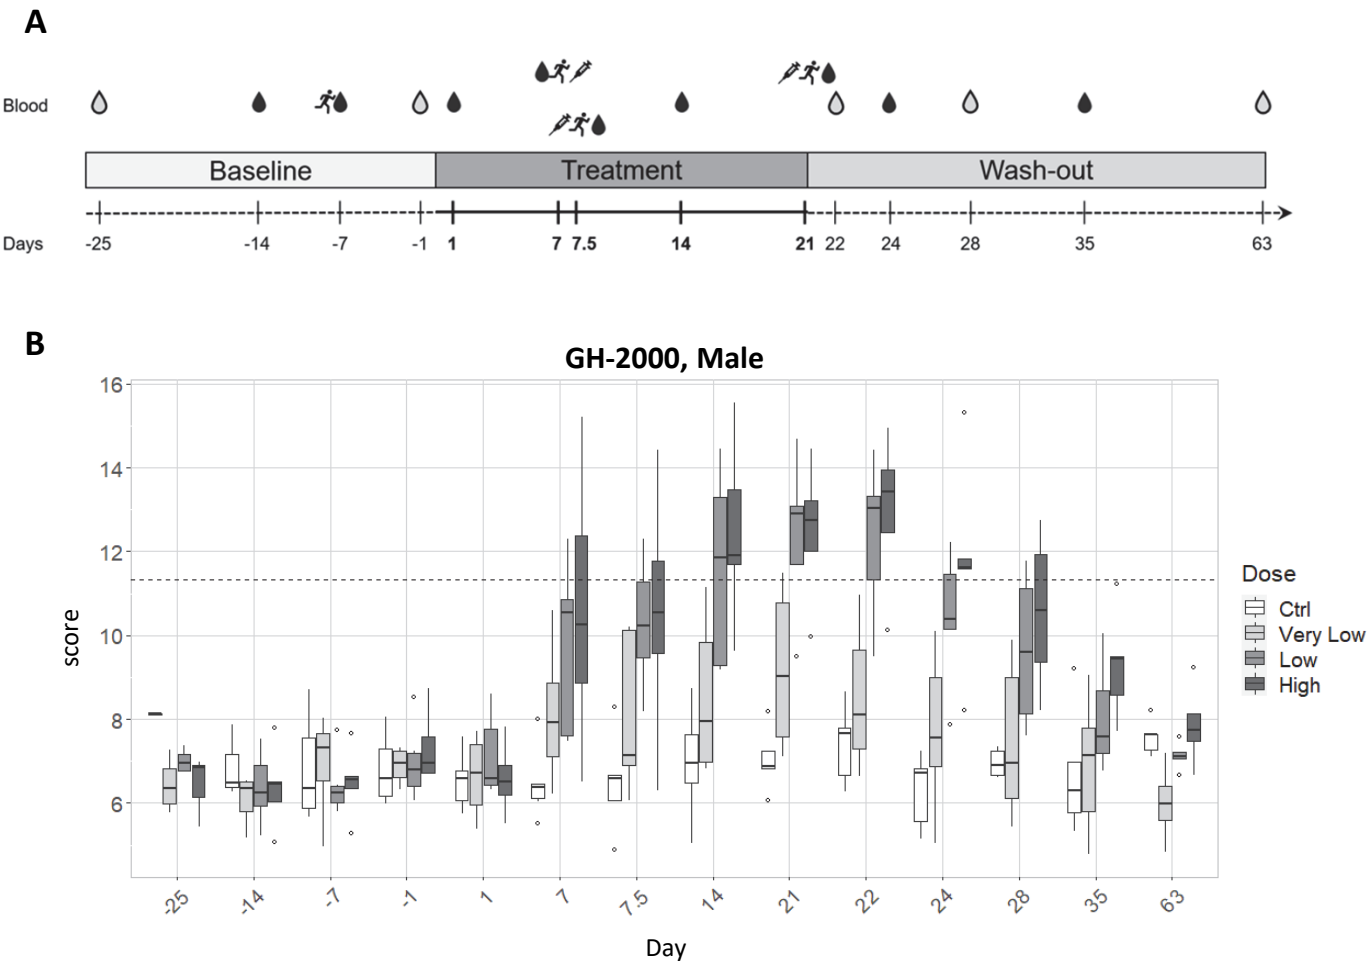 A
Blood
Baseline Treatment Wash-out
Days -25 -14 -7 -1 1 7 7.5 14 21 22 24 28 35 63
B
GH-2000, Male
16
14
12
10
8
6
score
-25 -14 -7 -1 1 7 7.5 14 21 22 24 28 35 63
Day
Dose
Ctrl
Very Low
Low
High